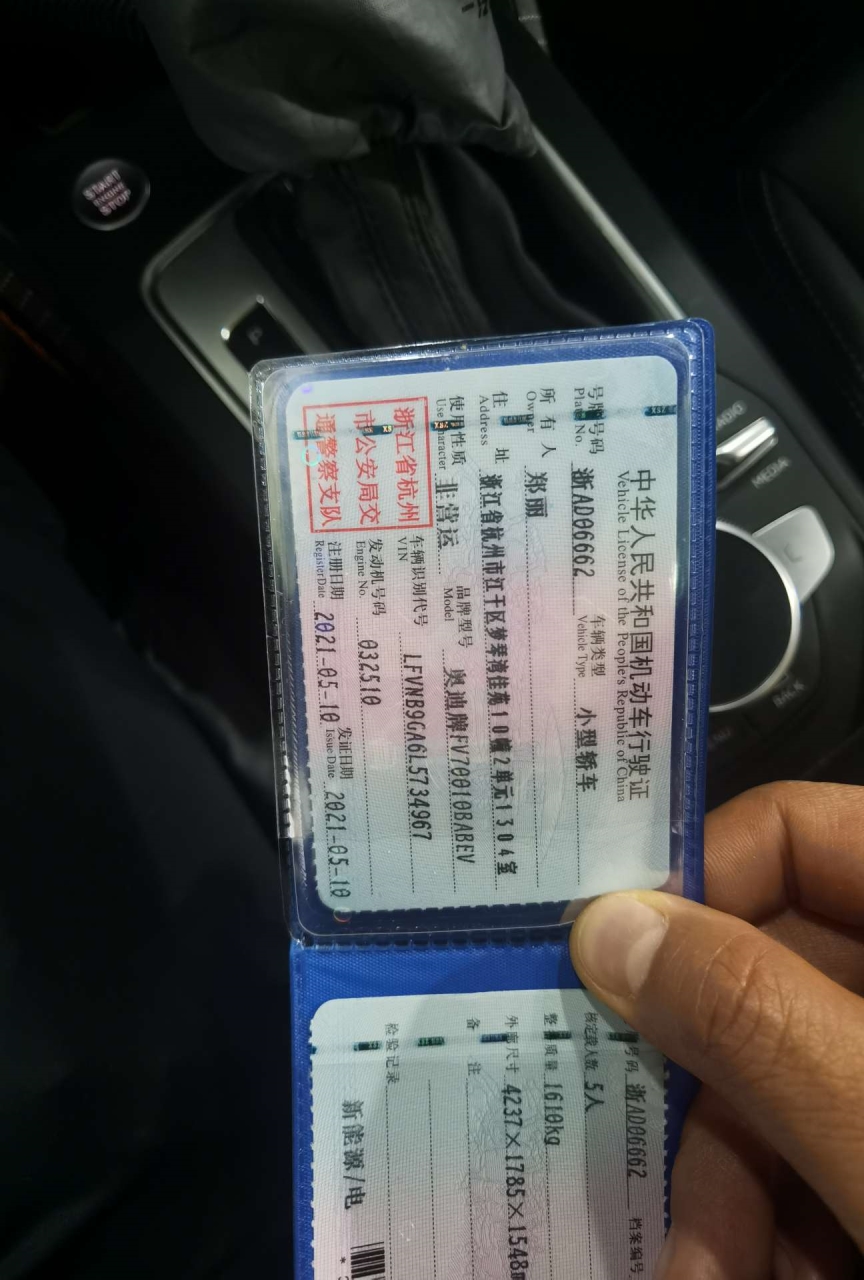 中华人民共和国机动车行驶证
Vehicle License of the People's Republic of China
号牌号码 浙AD06662 车辆类型 小型轿车
Plate No. Vehicle Type
所有人 郑丽
Owner
住址 浙江省杭州市江干区梦琴湾佳苑10幢2单元1304室
Address
使用性质 非营运 品牌型号 奥迪牌FV7001BABEV
Use Character Model
浙江省杭州
市公安局交
通警察支队
车辆识别代号 LFVNB9GA6L5734967
VIN
发动机号码 032510
Engine No.
注册日期 2021-05-10 发证日期 2021-05-10
Register Date Issue Date
号码 浙AD06662 档案编号
核定载人数 5人
整备质量 1610kg
外廓尺寸 4237×1785×1548
备注
检验记录
新能源/电
START
ENGINE
STOP
P
RADIO
MEDIA
BACK